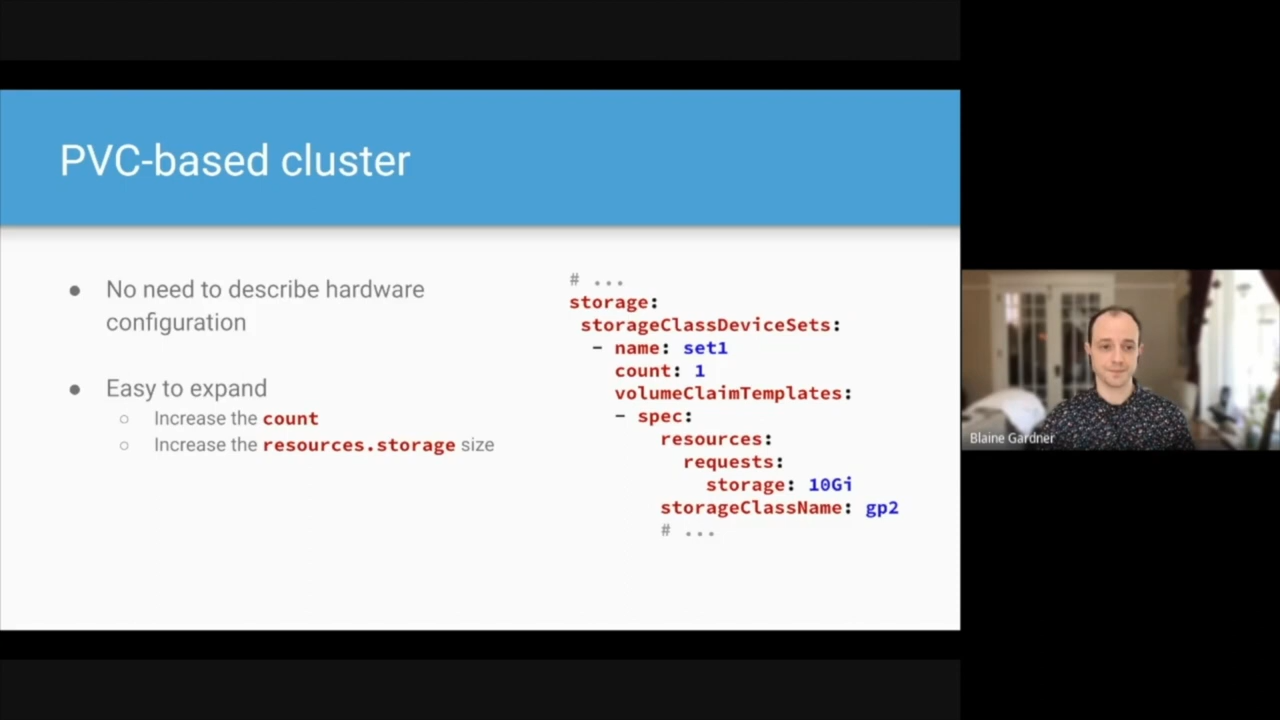 PVC-based cluster
● No need to describe hardware
configuration
● Easy to expand
○ Increase the count
○ Increase the resources.storage size
# ...
storage:
  storageClassDeviceSets:
  - name: set1
    count: 1
    volumeClaimTemplates:
    - spec:
        resources:
          requests:
            storage: 10Gi
        storageClassName: gp2
        # ...
Blaine Gardner